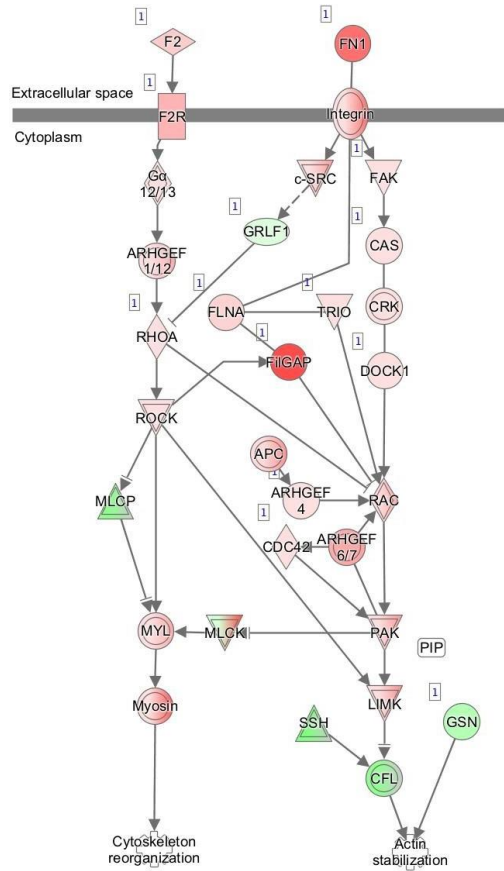 1
1
F2
FN1
1
Extracellular space
F2R
Integrin
Cytoplasm
1
Gα
12/13
c-SRC
FAK
1
1
GRLF1
CAS
ARHGEF
1/12
1
1
1
FLNA
TRIO
CRK
RHOA
1
1
FilGAP
DOCK1
ROCK
APC
1
MLCP
ARHGEF
4
RAC
1
CDC42
ARHGEF
6/7
MYL
MLCK
PAK
PIP
1
Myosin
LIMK
SSH
GSN
CFL
Cytoskeleton
reorganization
Actin
stabilization